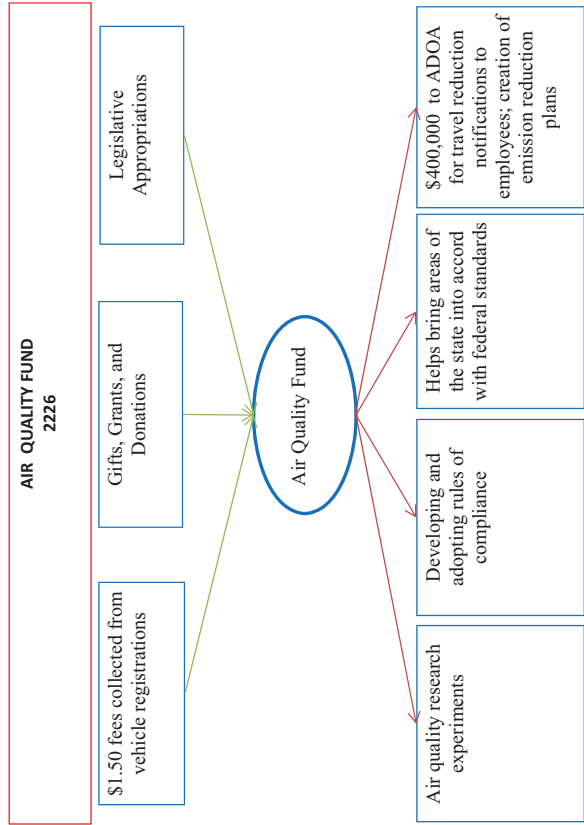 AIR QUALITY FUND
2226
$1.50 fees collected from
vehicle registrations
Gifts, Grants, and
Donations
Legislative
Appropriations
Air Quality Fund
Air quality research
experiments
Developing and
adopting rules of
compliance
Helps bring areas of
the state into accord
with federal standards
$400,000 to ADOA
for travel reduction
notifications to
employees; creation of
emission reduction
plans